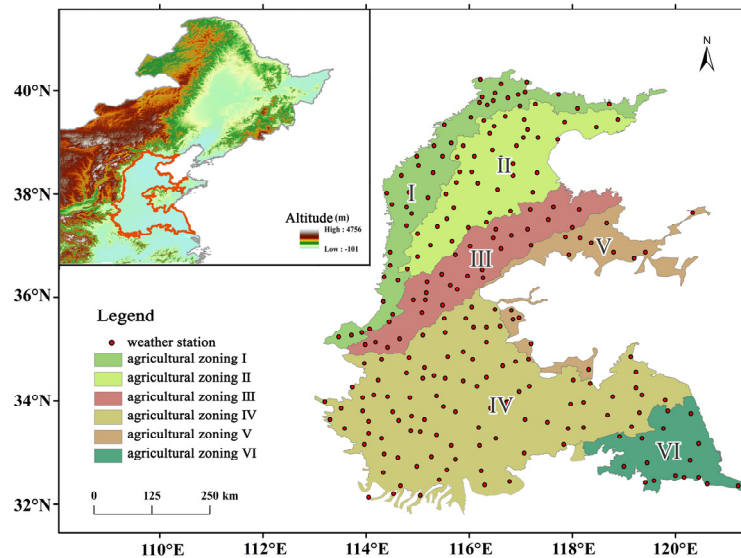 N
40°N
38°N
36°N
34°N
32°N
Altitude (m)
High : 4756
Low : -101
I
II
III
IV
V
VI
Legend
weather station
agricultural zoning I
agricultural zoning II
agricultural zoning III
agricultural zoning IV
agricultural zoning V
agricultural zoning VI
0 125 250 km
110°E 112°E 114°E 116°E 118°E 120°E